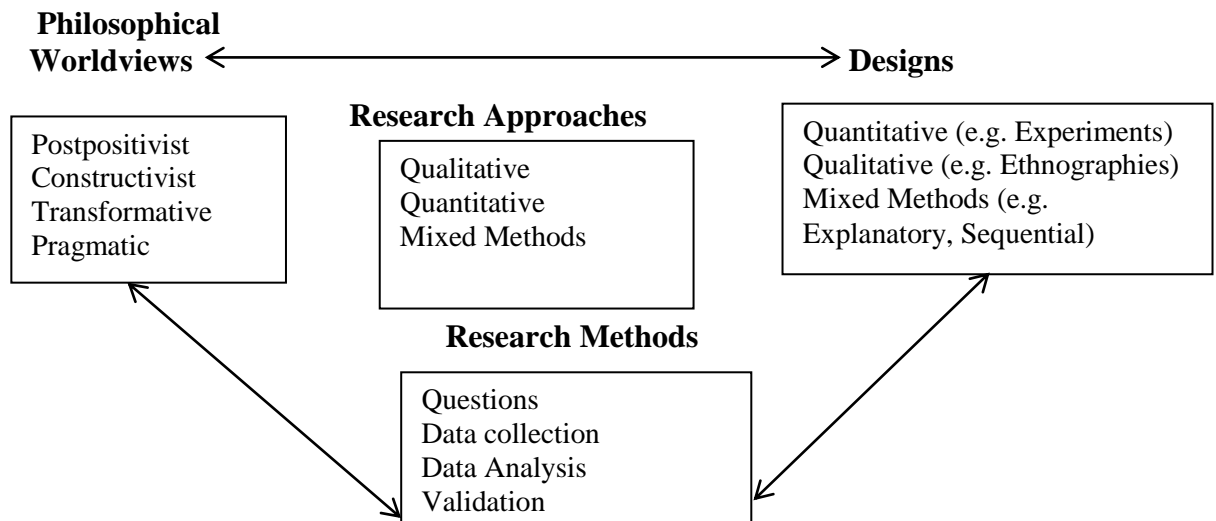 Philosophical
Worldviews
Designs
Postpositivist
Constructivist
Transformative
Pragmatic
Research Approaches
Qualitative
Quantitative
Mixed Methods
Quantitative (e.g. Experiments)
Qualitative (e.g. Ethnographies)
Mixed Methods (e.g.
Explanatory, Sequential)
Research Methods
Questions
Data collection
Data Analysis
Validation